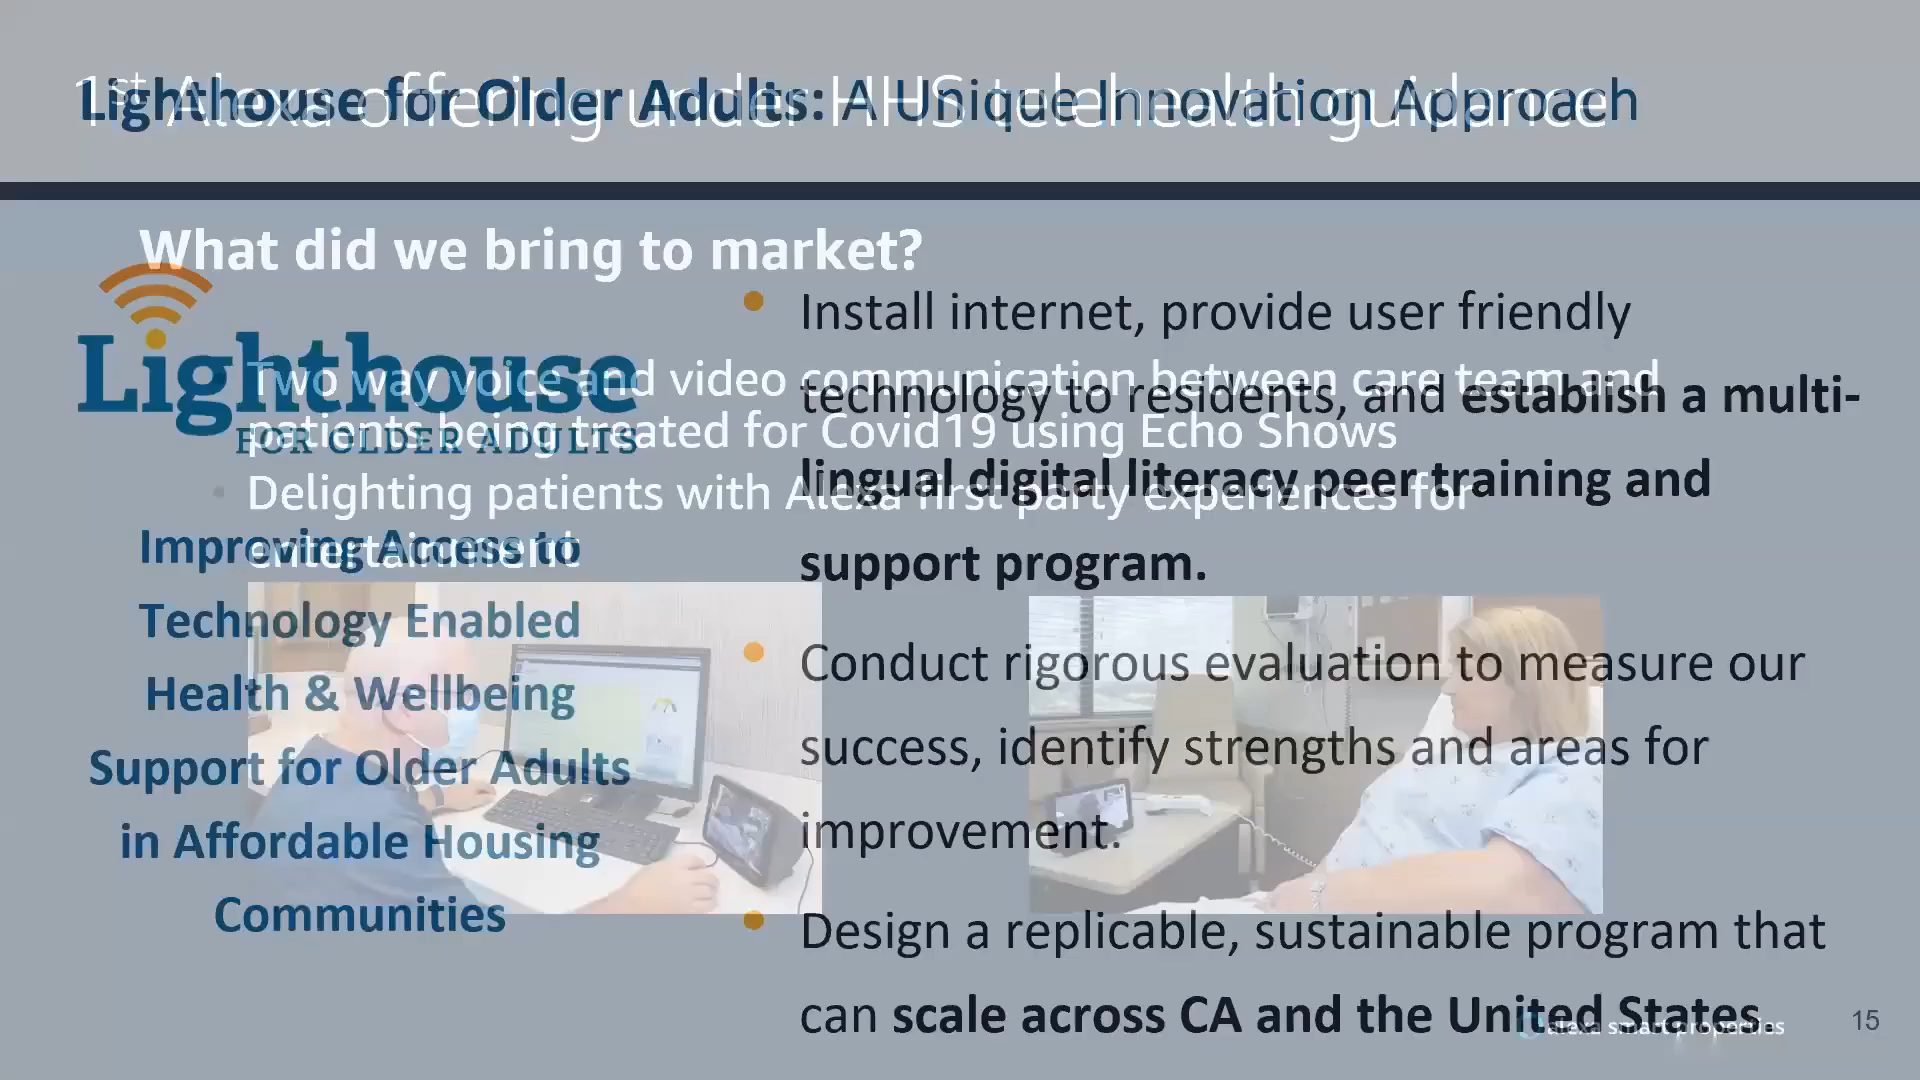 Lighthouse for Older Adults: A Unique Innovation Approach
1st Alexa offering under HHS telehealth guidance
What did we bring to market?
Two way voice and video communication between care team and
patients being treated for Covid19 using Echo Shows
• Delighting patients with Alexa first party experiences for
entertainment
Lighthouse
FOR OLDER ADULTS
Improving Access to
Technology Enabled
Health & Wellbeing
Support for Older Adults
in Affordable Housing
Communities
• Install internet, provide user friendly
technology to residents, and establish a multi-
lingual digital literacy peer training and
support program.
• Conduct rigorous evaluation to measure our
success, identify strengths and areas for
improvement.
• Design a replicable, sustainable program that
can scale across CA and the United States.
alexa smart properties
15